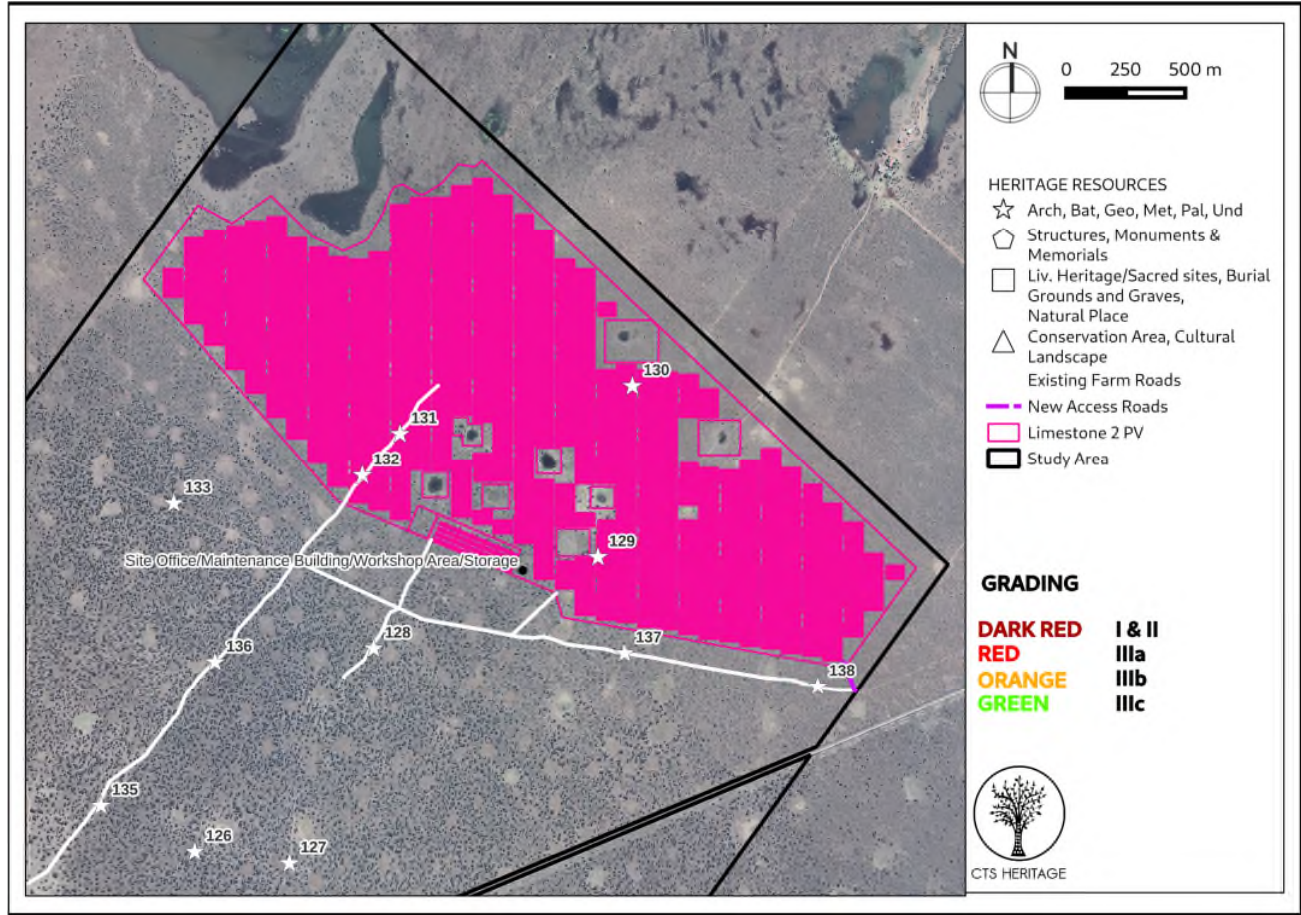 130
131
132
133
129
Site Office/Maintenance Building/Workshop Area/Storage
128
137
136
138
135
126
127
N
0 250 500 m
HERITAGE RESOURCES
Arch, Bat, Geo, Met, Pal, Und
Structures, Monuments &
Memorials
Liv. Heritage/Sacred sites, Burial
Grounds and Graves,
Natural Place
Conservation Area, Cultural
Landscape
Existing Farm Roads
New Access Roads
Limestone 2 PV
Study Area
GRADING
DARK RED I & II
RED IIIa
ORANGE IIIb
GREEN IIIc
CTS HERITAGE